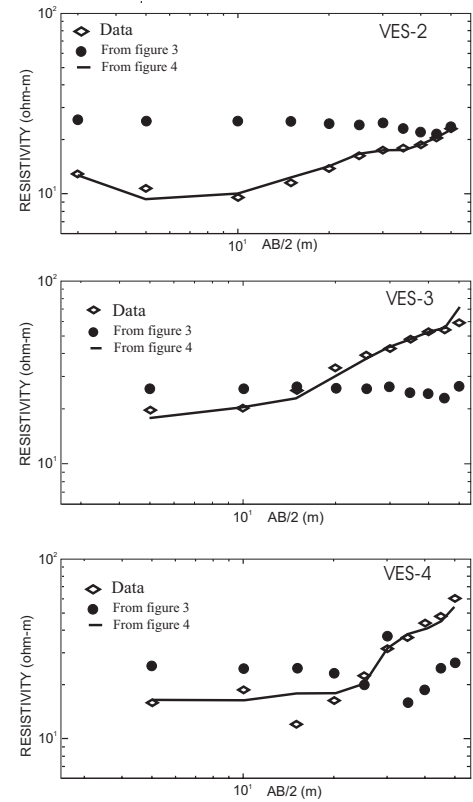 10²
VES-2
Data
From figure 3
From figure 4
RESISTIVITY (ohm-m)
10¹
10¹
AB/2 (m)
10²
VES-3
Data
From figure 3
From figure 4
RESISTIVITY (ohm-m)
10¹
10¹
AB/2 (m)
10²
VES-4
Data
From figure 3
From figure 4
RESISTIVITY (ohm-m)
10¹
10¹
AB/2 (m)